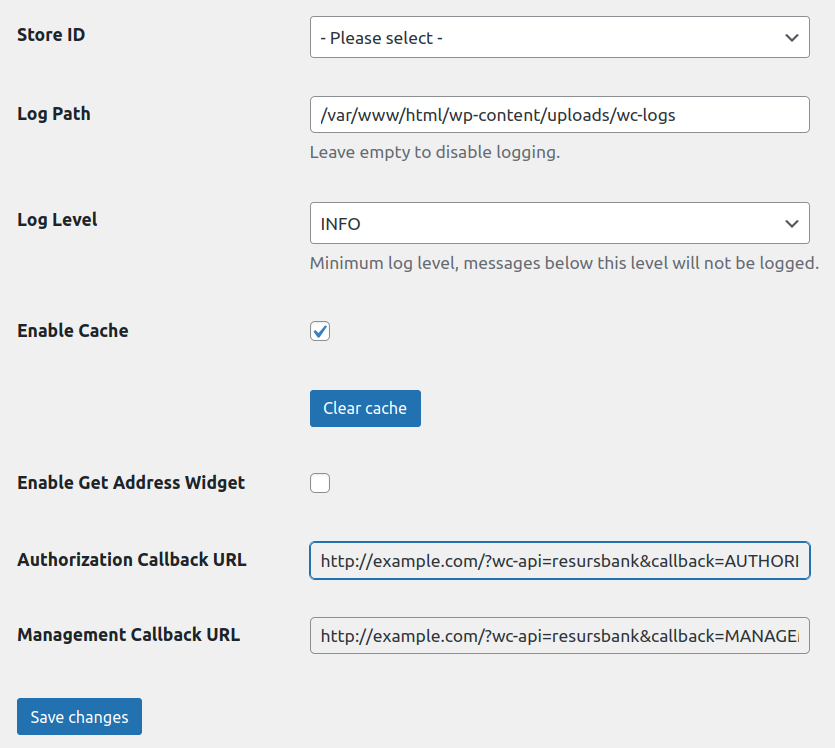 Store ID
- Please select -
Log Path
/var/www/html/wp-content/uploads/wc-logs
Leave empty to disable logging.
Log Level
INFO
Minimum log level, messages below this level will not be logged.
Enable Cache
Clear cache
Enable Get Address Widget
Authorization Callback URL
http://example.com/?wc-api=resursbank&callback=AUTHORI
Management Callback URL
http://example.com/?wc-api=resursbank&callback=MANAGE
Save changes